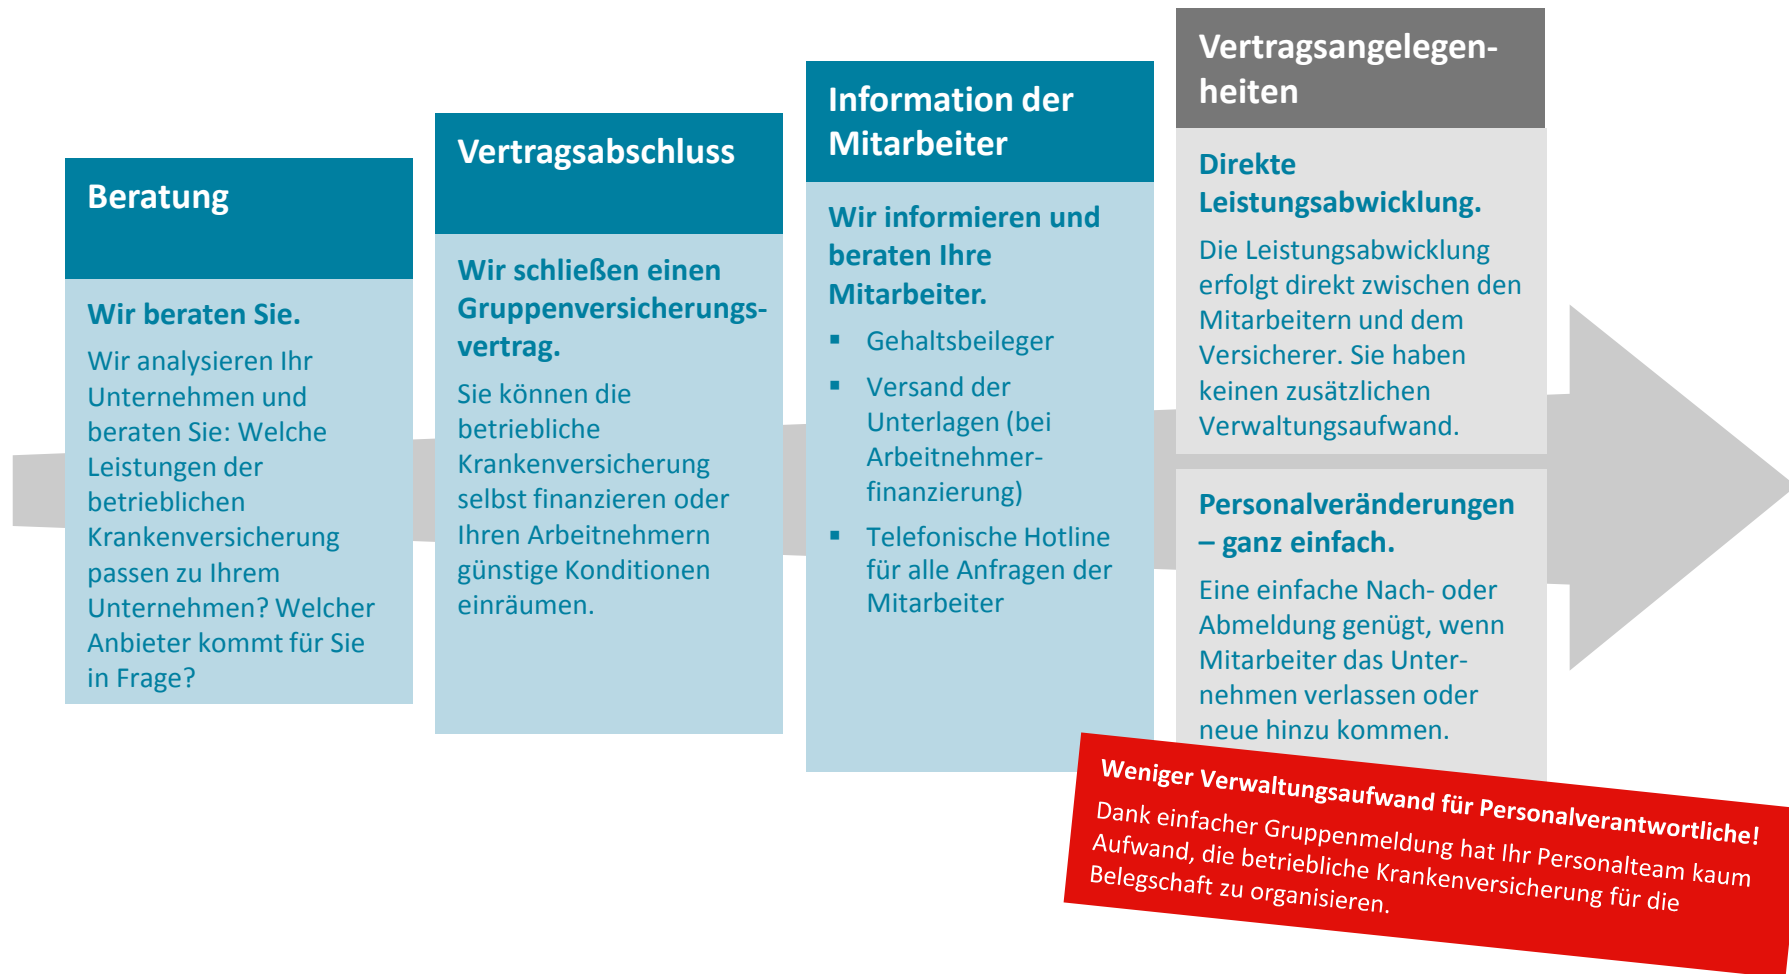 Beratung
Wir beraten Sie.
Wir analysieren Ihr
Unternehmen und
beraten Sie: Welche
Leistungen der
betrieblichen
Krankenversicherung
passen zu Ihrem
Unternehmen? Welcher
Anbieter kommt für Sie
in Frage?
Vertragsabschluss
Wir schließen einen
Gruppenversicherungs-
vertrag.
Sie können die
betriebliche
Krankenversicherung
selbst finanzieren oder
Ihren Arbeitnehmern
günstige Konditionen
einräumen.
Information der
Mitarbeiter
Wir informieren und
beraten Ihre
Mitarbeiter.
▪ Gehaltsbeileger
▪ Versand der
Unterlagen (bei
Arbeitnehmer-
finanzierung)
▪ Telefonische Hotline
für alle Anfragen der
Mitarbeiter
Vertragsangelegen-
heiten
Direkte
Leistungsabwicklung.
Die Leistungsabwicklung
erfolgt direkt zwischen den
Mitarbeitern und dem
Versicherer. Sie haben
keinen zusätzlichen
Verwaltungsaufwand.
Personalveränderungen
– ganz einfach.
Eine einfache Nach- oder
Abmeldung genügt, wenn
Mitarbeiter das Unter-
nehmen verlassen oder
neue hinzu kommen.
Weniger Verwaltungsaufwand für Personalverantwortliche!
Dank einfacher Gruppenmeldung hat Ihr Personalteam kaum
Aufwand, die betriebliche Krankenversicherung für die
Belegschaft zu organisieren.